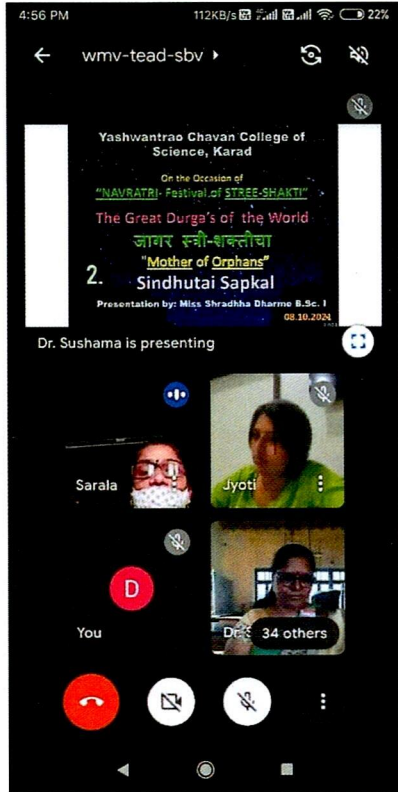 4:56 PM 112KB/s 22%
wmv-tead-sbv
Yashwantrao Chavan College of
Science, Karad
On the Occasion of
"NAVRATRI- Festival of STREE-SHAKTI"
The Great Durga's of the World
जागर स्त्री-शक्तीचा
"Mother of Orphans"
2. Sindhutai Sapkal
Presentation by: Miss Shradhha Dharme B.Sc. I
08.10.2021
Dr. Sushama is presenting
Sarala
Jyoti
D
You
Dr. S 34 others